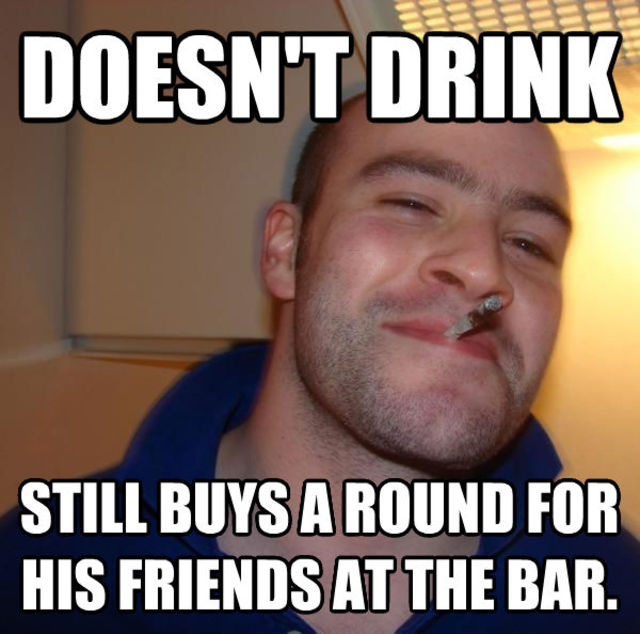 DOESN'T DRINK
STILL BUYS A ROUND FOR
HIS FRIENDS AT THE BAR.